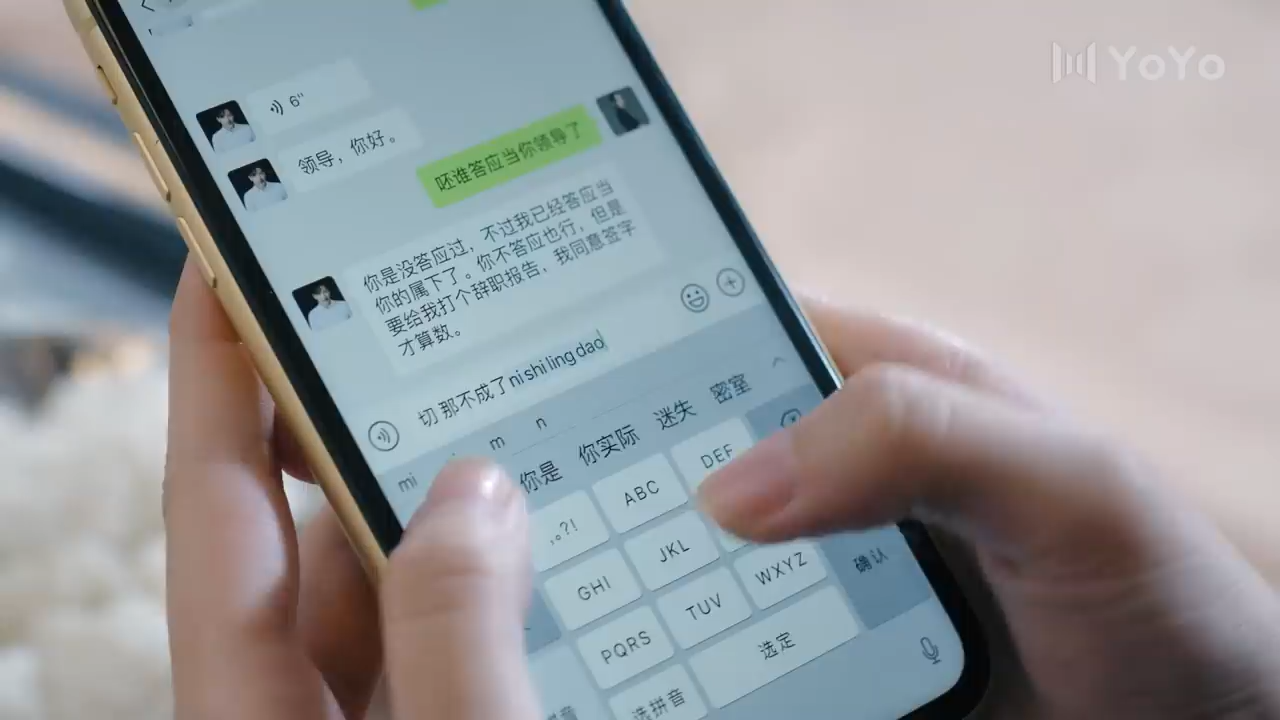 YoYo
6"
领导，你好。
呸谁答应当你领导了
你是没答应过，不过我已经答应当
你的属下了。你不答应也行，但是
要给我打个辞职报告，我同意签字
才算数。
切 那不成了ni shi ling dao
mi
m
n
你是
你实际
迷失
密室
,。?!
ABC
DEF
GHI
JKL
PQRS
TUV
WXYZ
确认
选拼音
选定